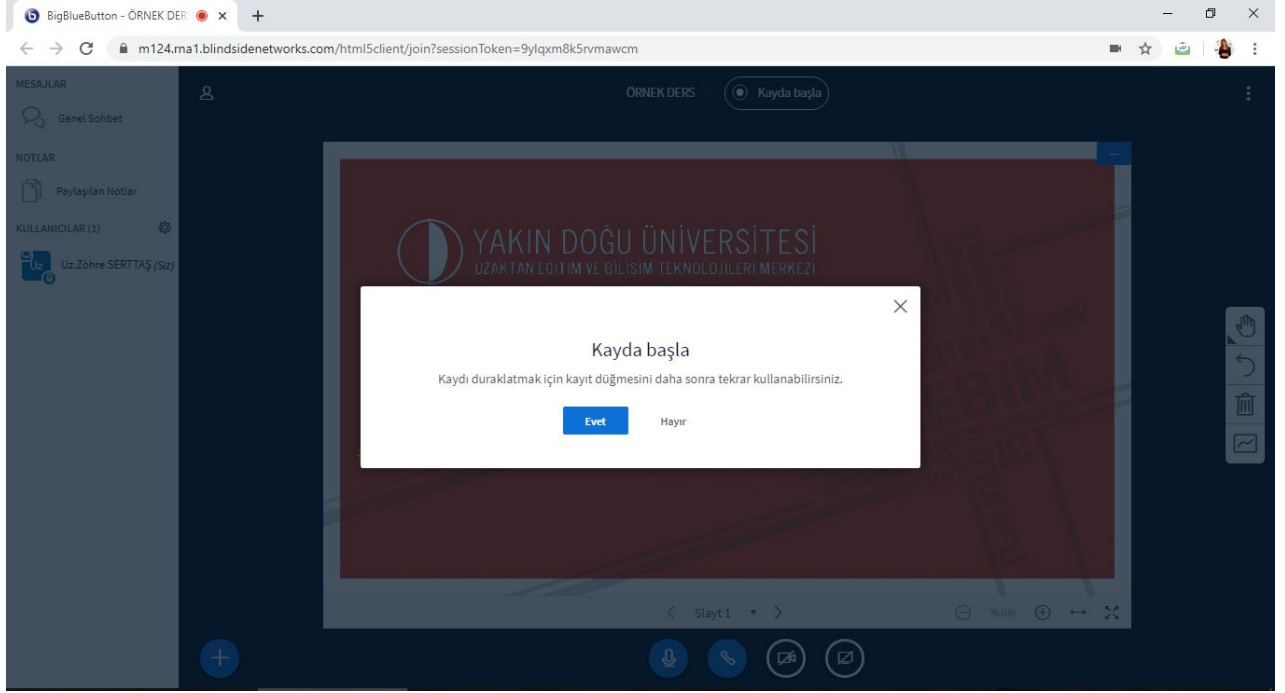 BigBlueButton - ÖRNEK DER
m124.rna1.blindsidenetworks.com/html5client/join?sessionToken=9ylqxm8k5rvmawcm
MESAJLAR
Genel Sohbet
NOTLAR
Paylaşılan Notlar
KULLANICILAR (1)
Uz
Uz.Zöhre SERTTAŞ (Siz)
ÖRNEK DERS
Kayda başla
YAKIN DOĞU ÜNİVERSİTESİ
UZAKTAN EĞİTİM VE BİLİŞİM TEKNOLOJİLERİ MERKEZİ
Kayda başla
Kaydı duraklatmak için kayıt düğmesini daha sonra tekrar kullanabilirsiniz.
Evet Hayır
Slayt 1
%100